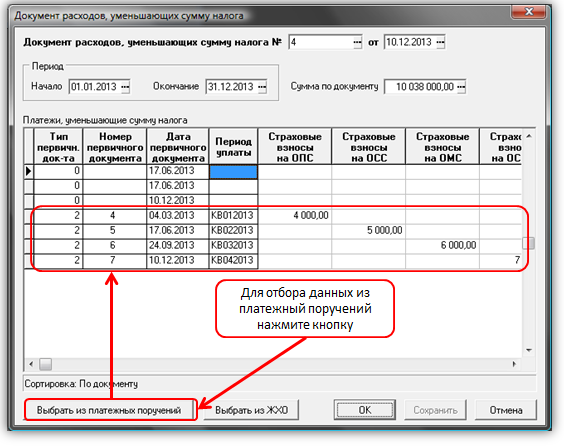 Документ расходов, уменьшающих сумму налога
Документ расходов, уменьшающих сумму налога № 4 от 10.12.2013
Период
Начало 01.01.2013 Окончание 31.12.2013 Сумма по документу 10 038 000,00
Платежи, уменьшающие сумму налога
Тип Номер Дата Период Страховые Страховые Страховые Страхс
первичн. первичного первичного уплаты взносы взносы взносы взно
док-та документа документа на ОПС на ОСС на ОМС на ОС
0 17.06.2013
0 17.06.2013
0 10.12.2013
2 4 04.03.2013 КВ012013 4 000,00
2 5 17.06.2013 КВ022013 5 000,00
2 6 24.09.2013 КВ032013 6 000,00
2 7 10.12.2013 КВ042013 7
Для отбора данных из
платежный поручений
нажмите кнопку
Сортировка: По документу
Выбрать из платежных поручений Выбрать из ЖХО OK Сохранить Отмена